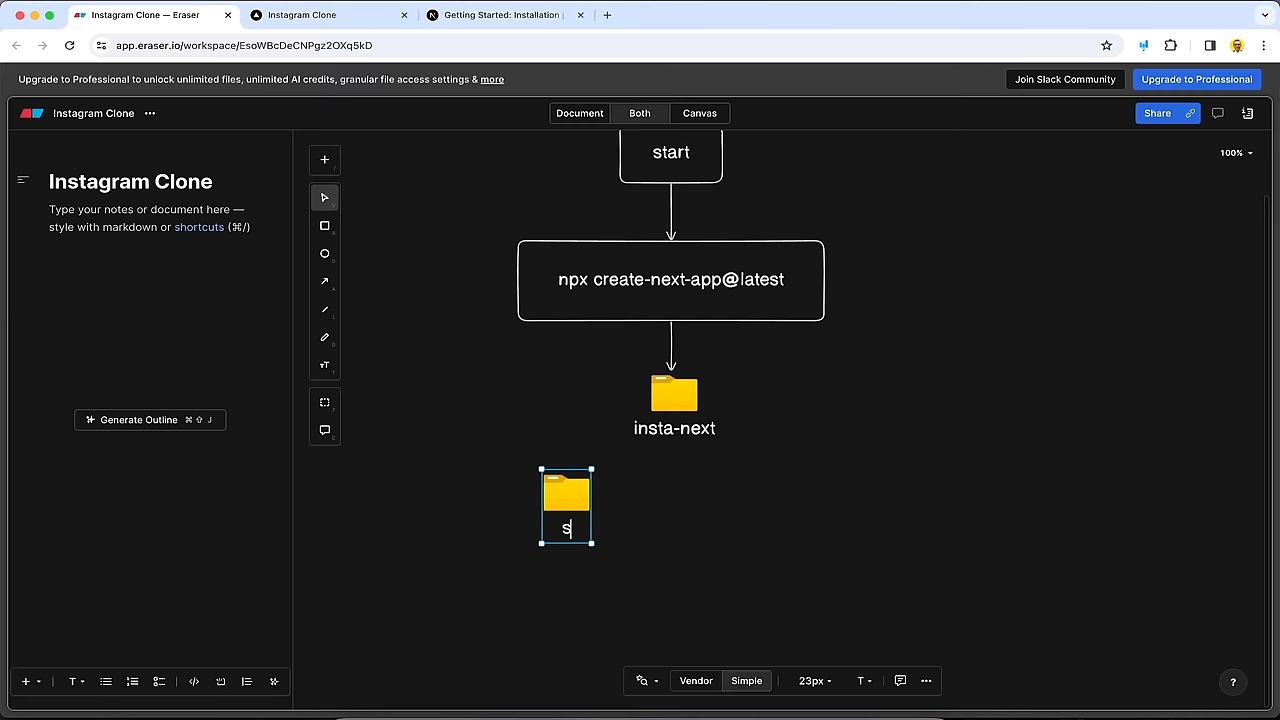 Instagram Clone — Eraser
Instagram Clone
Getting Started: Installation |
app.eraser.io/workspace/EsoWBcDeCNPgz2OXq5kD
Upgrade to Professional to unlock unlimited files, unlimited AI credits, granular file access settings & more
Join Slack Community
Upgrade to Professional
Instagram Clone
Document
Both
Canvas
Share
100%
Instagram Clone
Type your notes or document here —
style with markdown or shortcuts (⌘/)
Generate Outline ⌘ ⇧ J
start
npx create-next-app@latest
insta-next
s
Vendor
Simple
23px
T
?